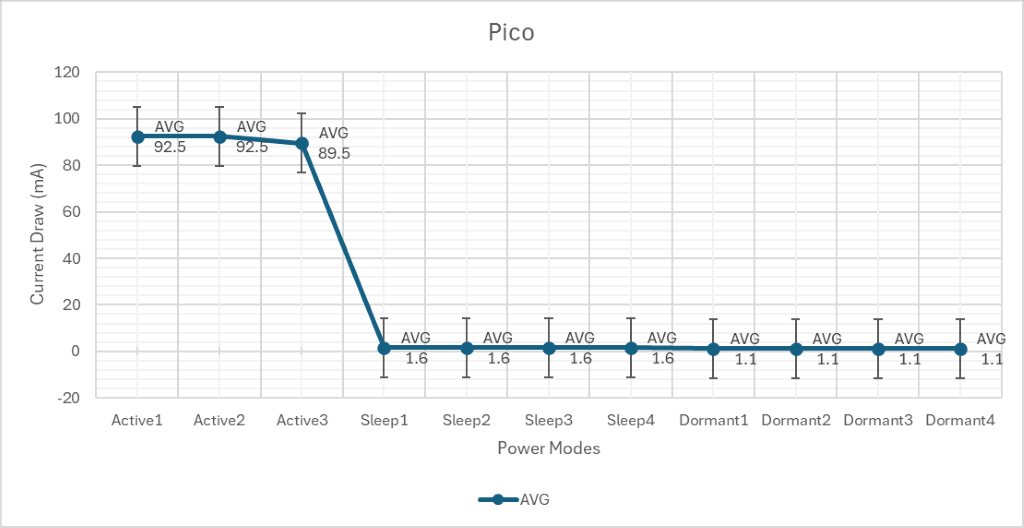 Pico
120
100
80
60
40
20
0
-20
Current Draw (mA)
AVG
92.5
AVG
92.5
AVG
89.5
AVG
1.6
AVG
1.6
AVG
1.6
AVG
1.6
AVG
1.1
AVG
1.1
AVG
1.1
AVG
1.1
Active1 Active2 Active3 Sleep1 Sleep2 Sleep3 Sleep4 Dormant1 Dormant2 Dormant3 Dormant4
Power Modes
AVG